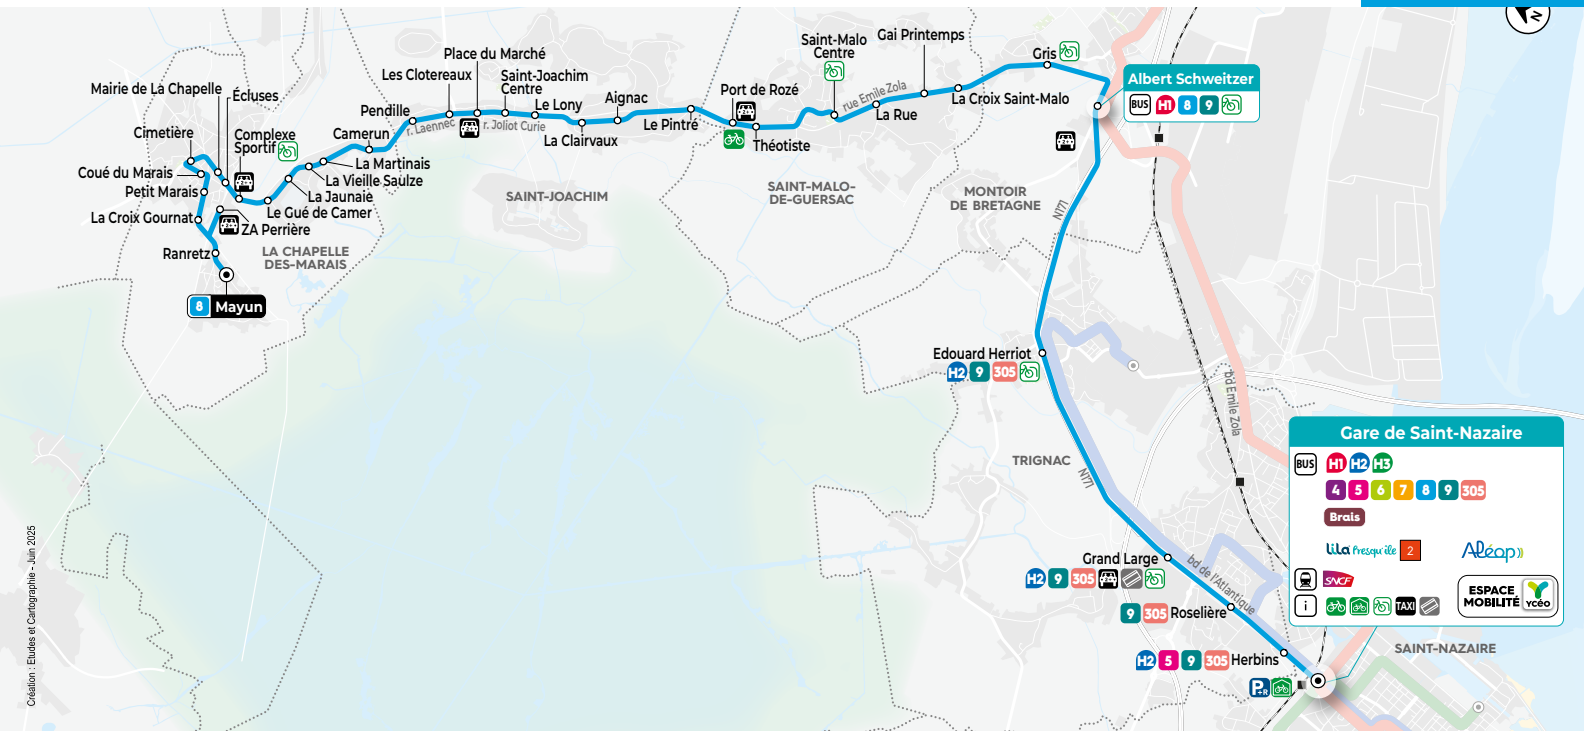 N
Mairie de La Chapelle
Écluses
Cimetière
Complexe
Sportif
Coué du Marais
Petit Marais
La Croix Gournat
ZA Perrière
Ranretz
8 Mayun
LA CHAPELLE
DES-MARAIS
Le Gué de Camer
La Jaunaie
La Vieille Saulze
La Martinais
Camerun
Pendille
Les Clotereaux
Place du Marché
Saint-Joachim
Centre
r. Laennec
r. Joliot Curie
Le Lony
La Clairvaux
Aignac
Le Pintré
SAINT-JOACHIM
Port de Rozé
Théotiste
Saint-Malo
Centre
rue Emile Zola
La Rue
Gai Printemps
La Croix Saint-Malo
Gris
SAINT-MALO-
DE-GUERSAC
MONTOIR
DE BRETAGNE
Albert Schweitzer
BUS H1 8 9
N171
Edouard Herriot
H2 9 305
TRIGNAC
N171
bd Emile Zola
Grand Large
H2 9 305
bd de l'Atlantique
9 305 Roselière
H2 5 9 305 Herbins
P+R
Gare de Saint-Nazaire
BUS H1 H2 H3
4 5 6 7 8 9 305
Brais
Lila Presqu'île 2 Aléop
SNCF
i TAXI
ESPACE
MOBILITÉ YCÉO
SAINT-NAZAIRE
Création : Etudes et Cartographie - Juin 2025